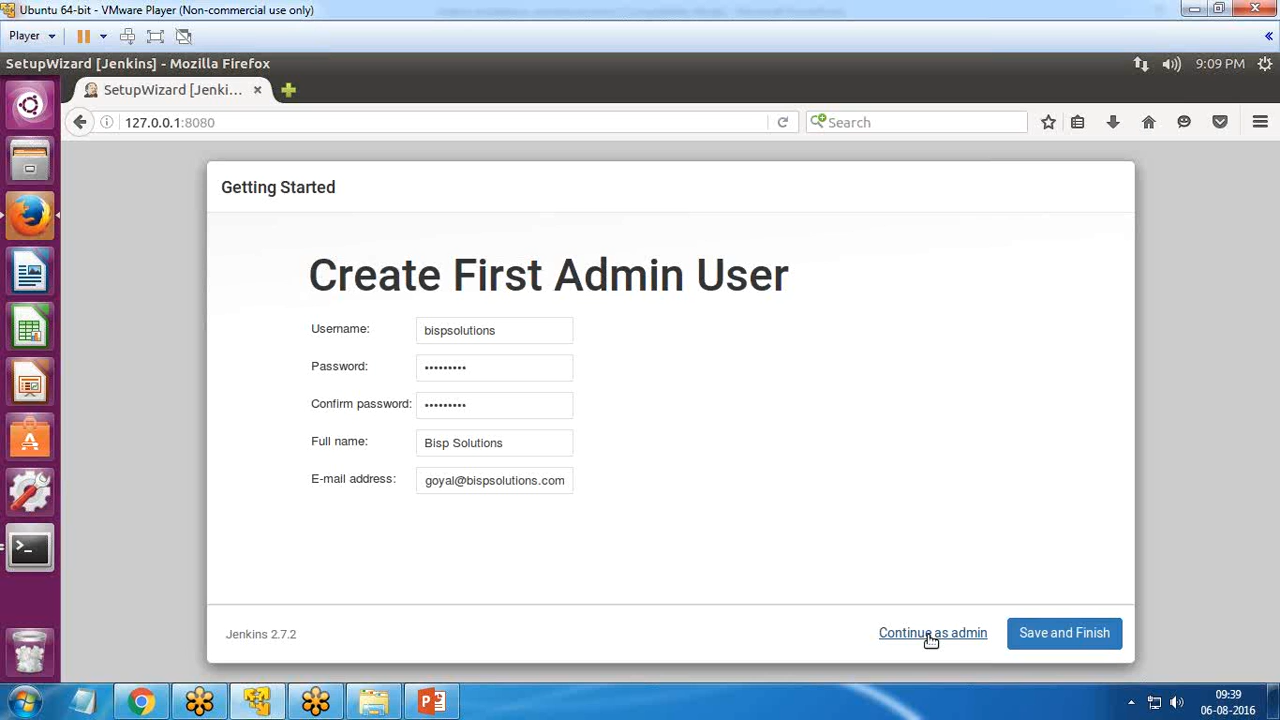 Ubuntu 64-bit - VMware Player (Non-commercial use only)
Player
SetupWizard [Jenkins] - Mozilla Firefox
9:09 PM
SetupWizard [Jenki...
127.0.0.1:8080
Search
Getting Started
Create First Admin User
Username: bispsolutions
Password: •••••••••
Confirm password: •••••••••
Full name: Bisp Solutions
E-mail address: goyal@bispsolutions.com
Jenkins 2.7.2
Continue as admin
Save and Finish
09:39
06-08-2016